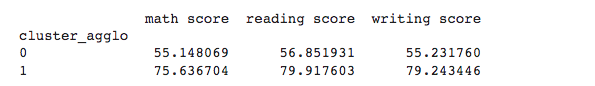 math score reading score writing score
cluster_agglo
0 55.148069 56.851931 55.231760
1 75.636704 79.917603 79.243446